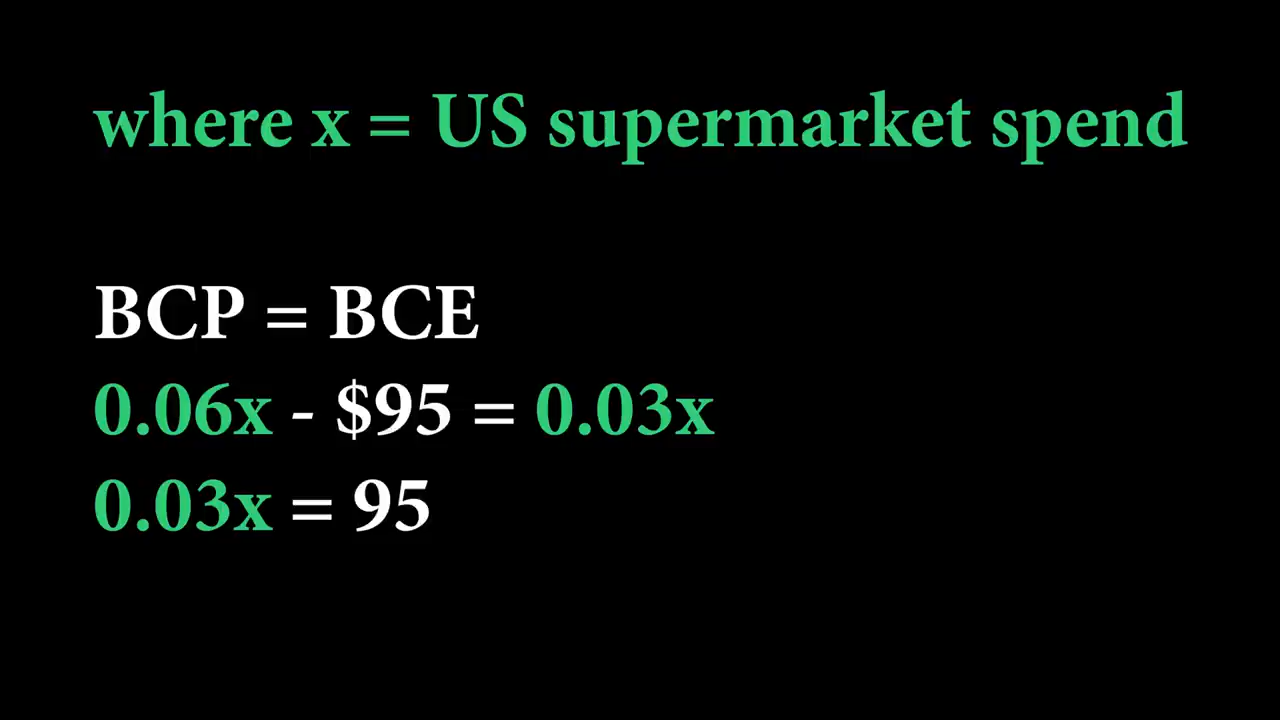 where x = US supermarket spend
BCP = BCE
0.06x - $95 = 0.03x
0.03x = 95